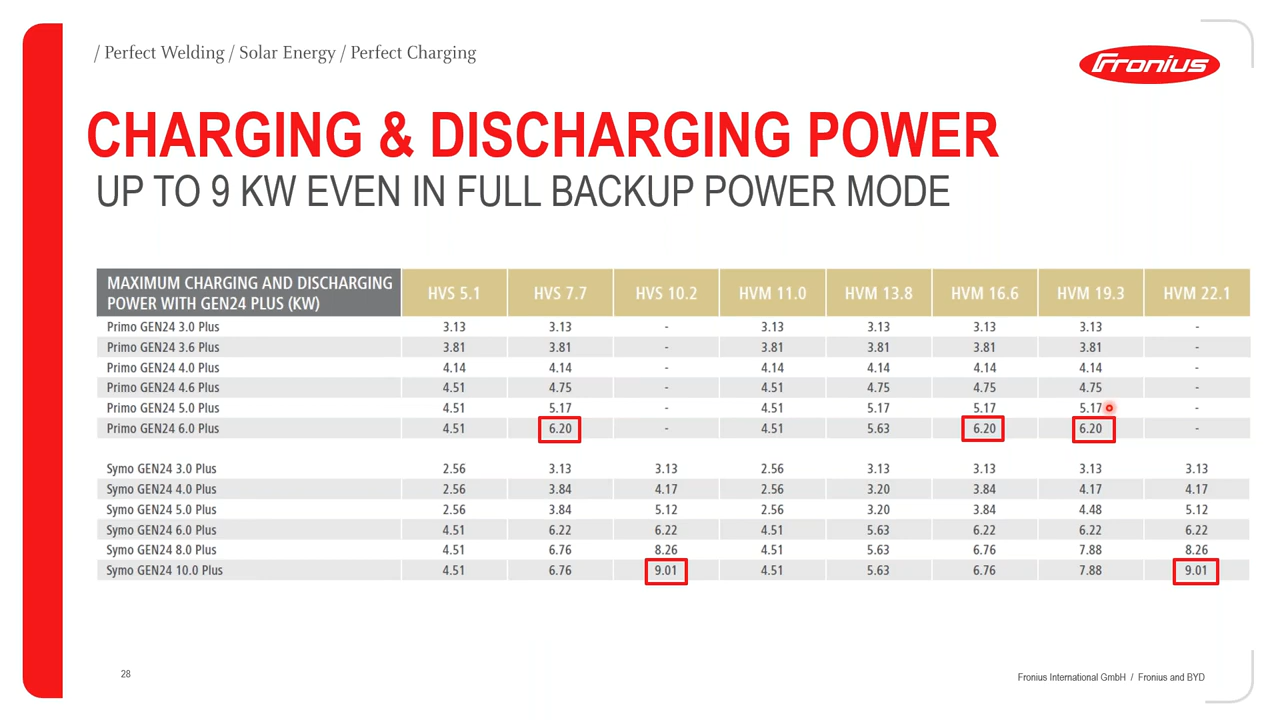 / Perfect Welding / Solar Energy / Perfect Charging
Fronius
CHARGING & DISCHARGING POWER
UP TO 9 KW EVEN IN FULL BACKUP POWER MODE
MAXIMUM CHARGING AND DISCHARGING
POWER WITH GEN24 PLUS (KW) HVS 5.1 HVS 7.7 HVS 10.2 HVM 11.0 HVM 13.8 HVM 16.6 HVM 19.3 HVM 22.1
Primo GEN24 3.0 Plus 3.13 3.13 - 3.13 3.13 3.13 3.13 -
Primo GEN24 3.6 Plus 3.81 3.81 - 3.81 3.81 3.81 3.81 -
Primo GEN24 4.0 Plus 4.14 4.14 - 4.14 4.14 4.14 4.14 -
Primo GEN24 4.6 Plus 4.51 4.75 - 4.51 4.75 4.75 4.75 -
Primo GEN24 5.0 Plus 4.51 5.17 - 4.51 5.17 5.17 5.17 -
Primo GEN24 6.0 Plus 4.51 6.20 - 4.51 5.63 6.20 6.20 -
Symo GEN24 3.0 Plus 2.56 3.13 3.13 2.56 3.13 3.13 3.13 3.13
Symo GEN24 4.0 Plus 2.56 3.84 4.17 2.56 3.20 3.84 4.17 4.17
Symo GEN24 5.0 Plus 2.56 3.84 5.12 2.56 3.20 3.84 4.48 5.12
Symo GEN24 6.0 Plus 4.51 6.22 6.22 4.51 5.63 6.22 6.22 6.22
Symo GEN24 8.0 Plus 4.51 6.76 8.26 4.51 5.63 6.76 7.88 8.26
Symo GEN24 10.0 Plus 4.51 6.76 9.01 4.51 5.63 6.76 7.88 9.01
28
Fronius International GmbH / Fronius and BYD